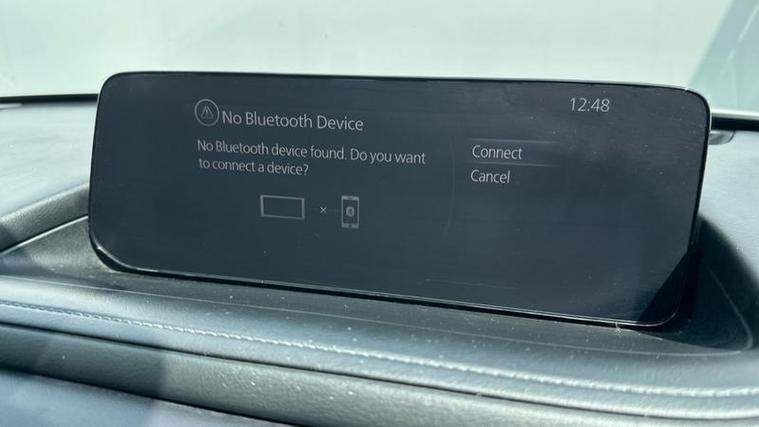 No Bluetooth Device
12:48
No Bluetooth device found. Do you want
to connect a device?
Connect
Cancel